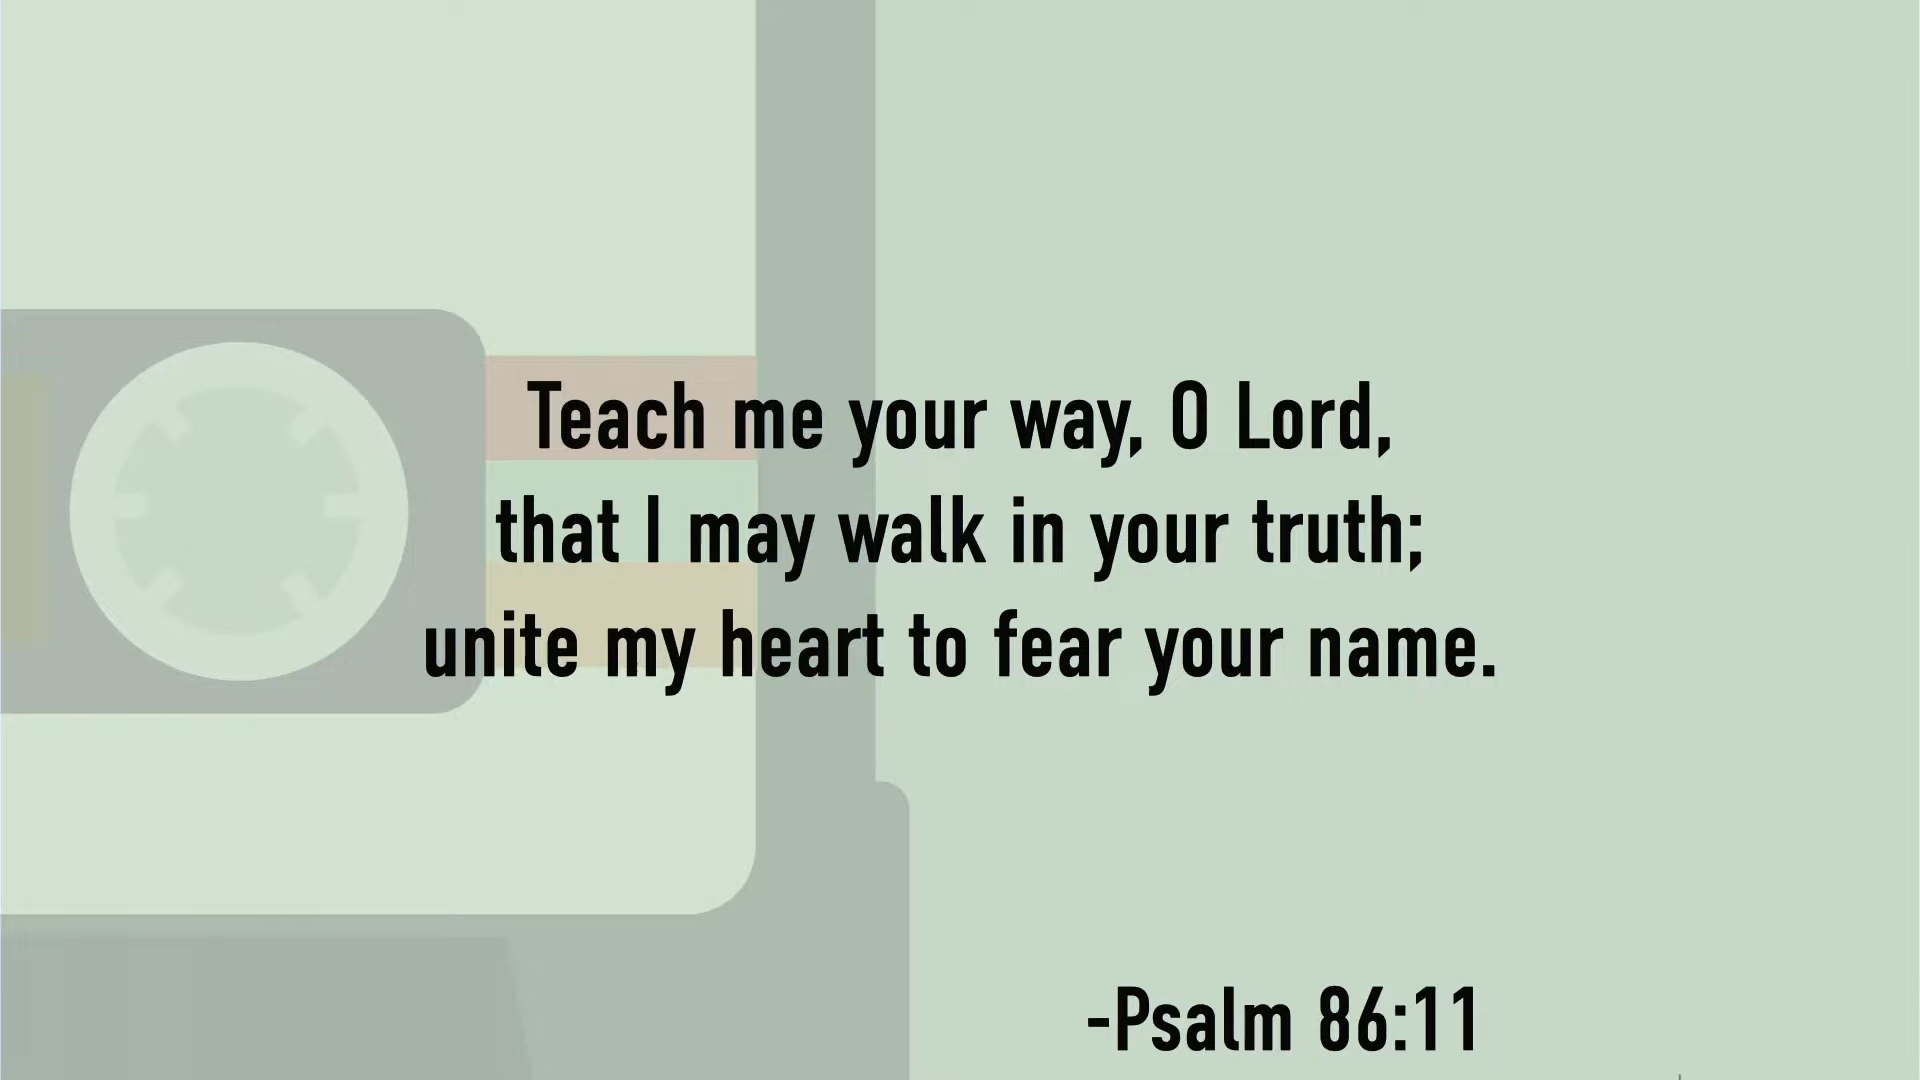 Teach me your way, O Lord,
that I may walk in your truth;
unite my heart to fear your name.
-Psalm 86:11